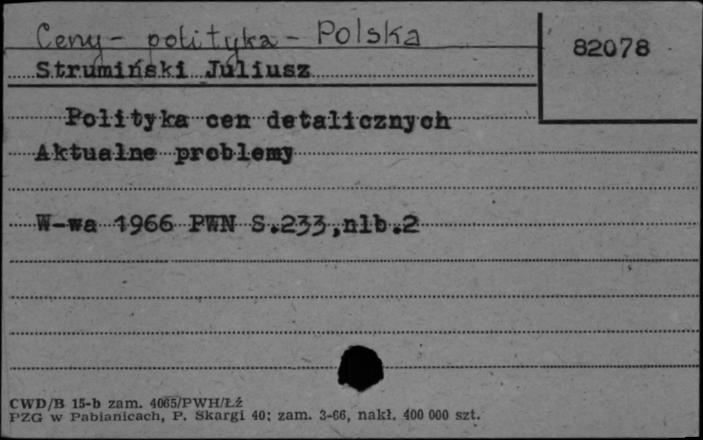 Ceny - polityka - Polska
82078
Strumiński Juliusz
Polityka cen detalicznych
Aktualne problemy
W-wa 1966 PWN S.233,nlb.2
CWD/B 15-b zam. 4065/PWH/Łź
PZG w Pabianicach, P. Skargi 40; zam. 3-66, nakł. 400 000 szt.